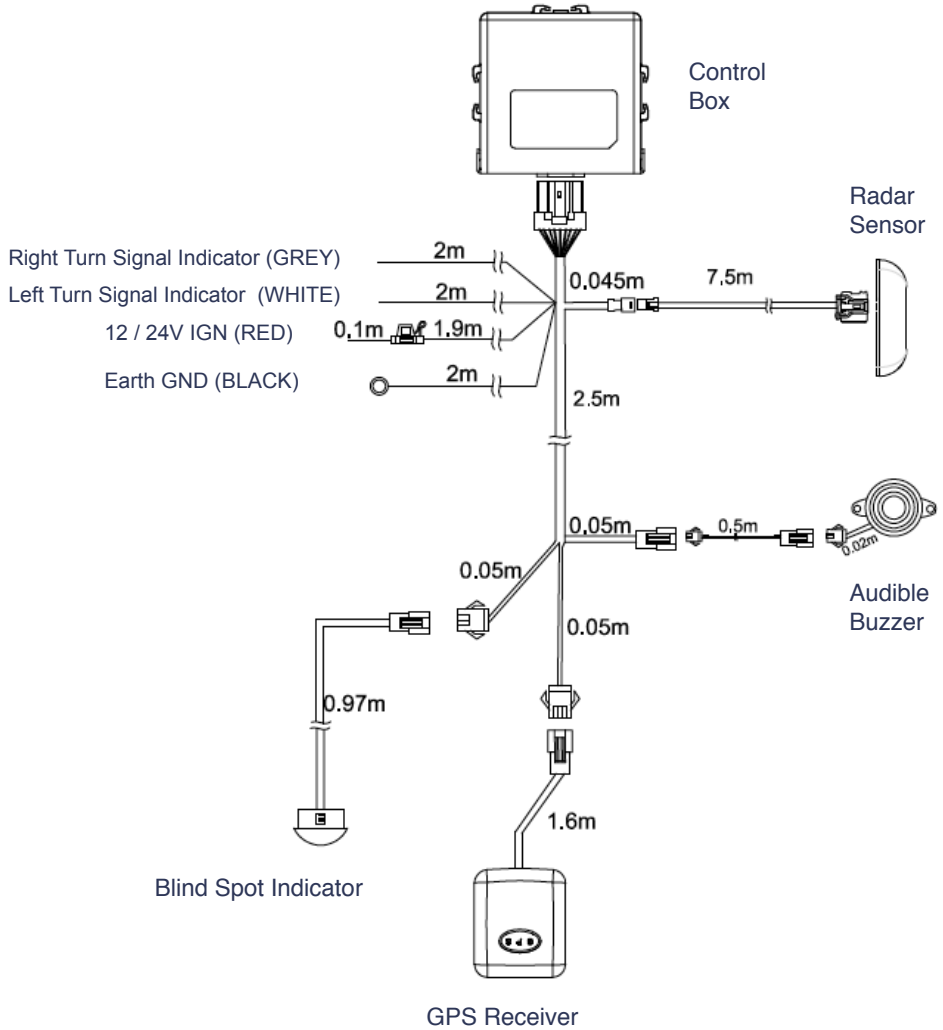 Control
Box
Radar
Sensor
Right Turn Signal Indicator (GREY)
2m
0.045m
7.5m
Left Turn Signal Indicator (WHITE)
2m
12 / 24V IGN (RED)
0.1m
1.9m
Earth GND (BLACK)
2m
2.5m
0.05m
0.5m
0.02m
Audible
Buzzer
0.05m
0.05m
0.97m
1.6m
Blind Spot Indicator
GPS
GPS Receiver